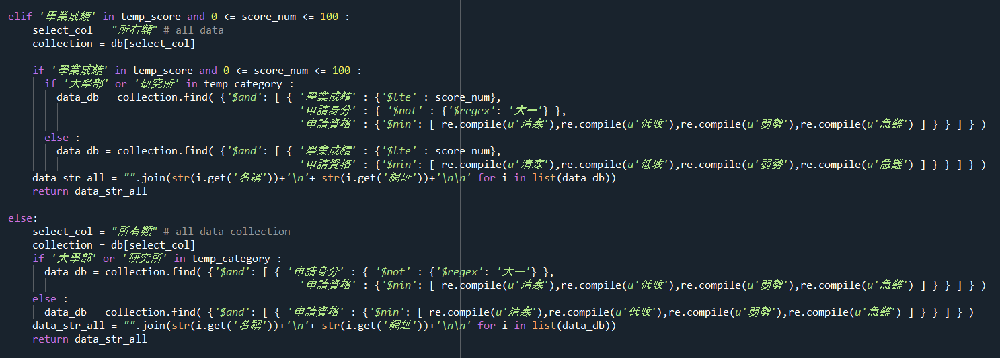 elif '學業成績' in temp_score and 0 <= score_num <= 100 :
select_col = "所有類" # all data
collection = db[select_col]
if '學業成績' in temp_score and 0 <= score_num <= 100 :
if '大學部' or '研究所' in temp_category :
data_db = collection.find( {'$and': [ { '學業成績' : {'$lte' : score_num},
'申請身分' : { '$not' : {'$regex': '大一'} },
'申請資格' : {'$nin': [ re.compile(u'清寒'),re.compile(u'低收'),re.compile(u'弱勢'),re.compile(u'急難') ] } } ] } )
else :
data_db = collection.find( {'$and': [ { '學業成績' : {'$lte' : score_num},
'申請資格' : {'$nin': [ re.compile(u'清寒'),re.compile(u'低收'),re.compile(u'弱勢'),re.compile(u'急難') ] } } ] } )
data_str_all = "".join(str(i.get('名稱'))+'\n'+ str(i.get('網址'))+'\n\n' for i in list(data_db))
return data_str_all
else:
select_col = "所有類" # all data collection
collection = db[select_col]
if '大學部' or '研究所' in temp_category :
data_db = collection.find( {'$and': [ { '申請身分' : { '$not' : {'$regex': '大一'} },
'申請資格' : {'$nin': [ re.compile(u'清寒'),re.compile(u'低收'),re.compile(u'弱勢'),re.compile(u'急難') ] } } ] } )
else :
data_db = collection.find( {'$and': [ { '申請資格' : {'$nin': [ re.compile(u'清寒'),re.compile(u'低收'),re.compile(u'弱勢'),re.compile(u'急難') ] } } ] } )
data_str_all = "".join(str(i.get('名稱'))+'\n'+ str(i.get('網址'))+'\n\n' for i in list(data_db))
return data_str_all